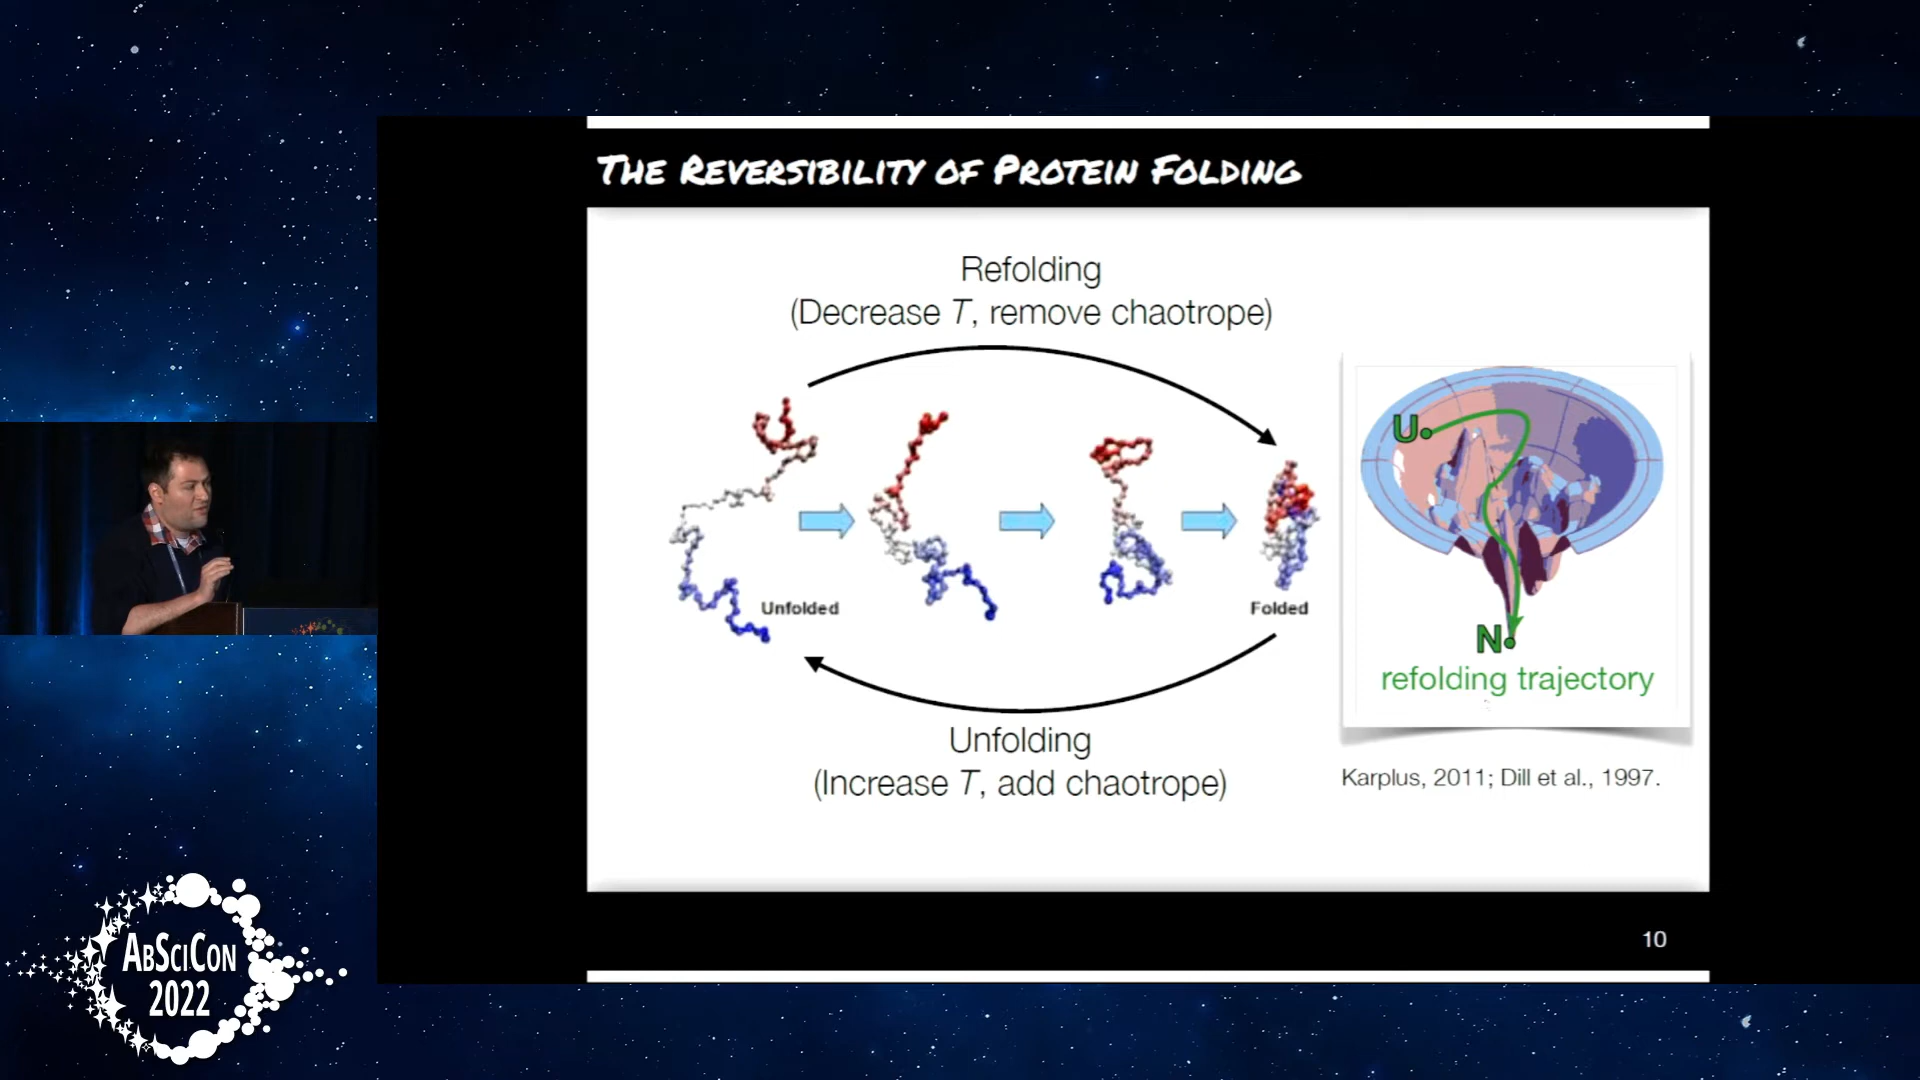 THE REVERSIBILITY OF PROTEIN FOLDING
Refolding
(Decrease T, remove chaotrope)
Unfolded
Folded
Unfolding
(Increase T, add chaotrope)
U
N
refolding trajectory
Karplus, 2011; Dill et al., 1997.
10
ABSCICON
2022